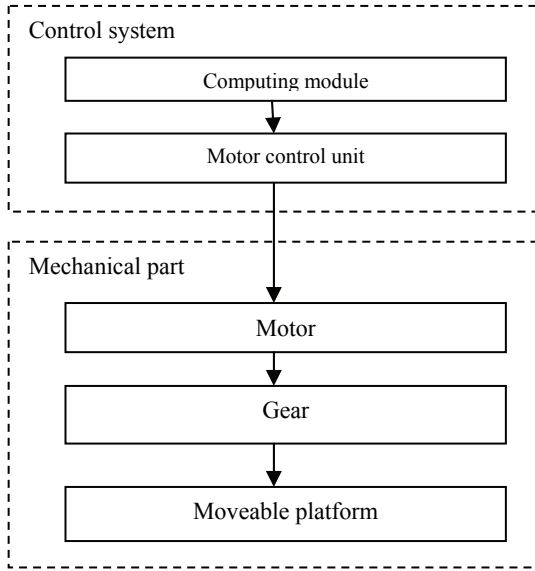 Control system
Computing module
Motor control unit
Mechanical part
Motor
Gear
Moveable platform